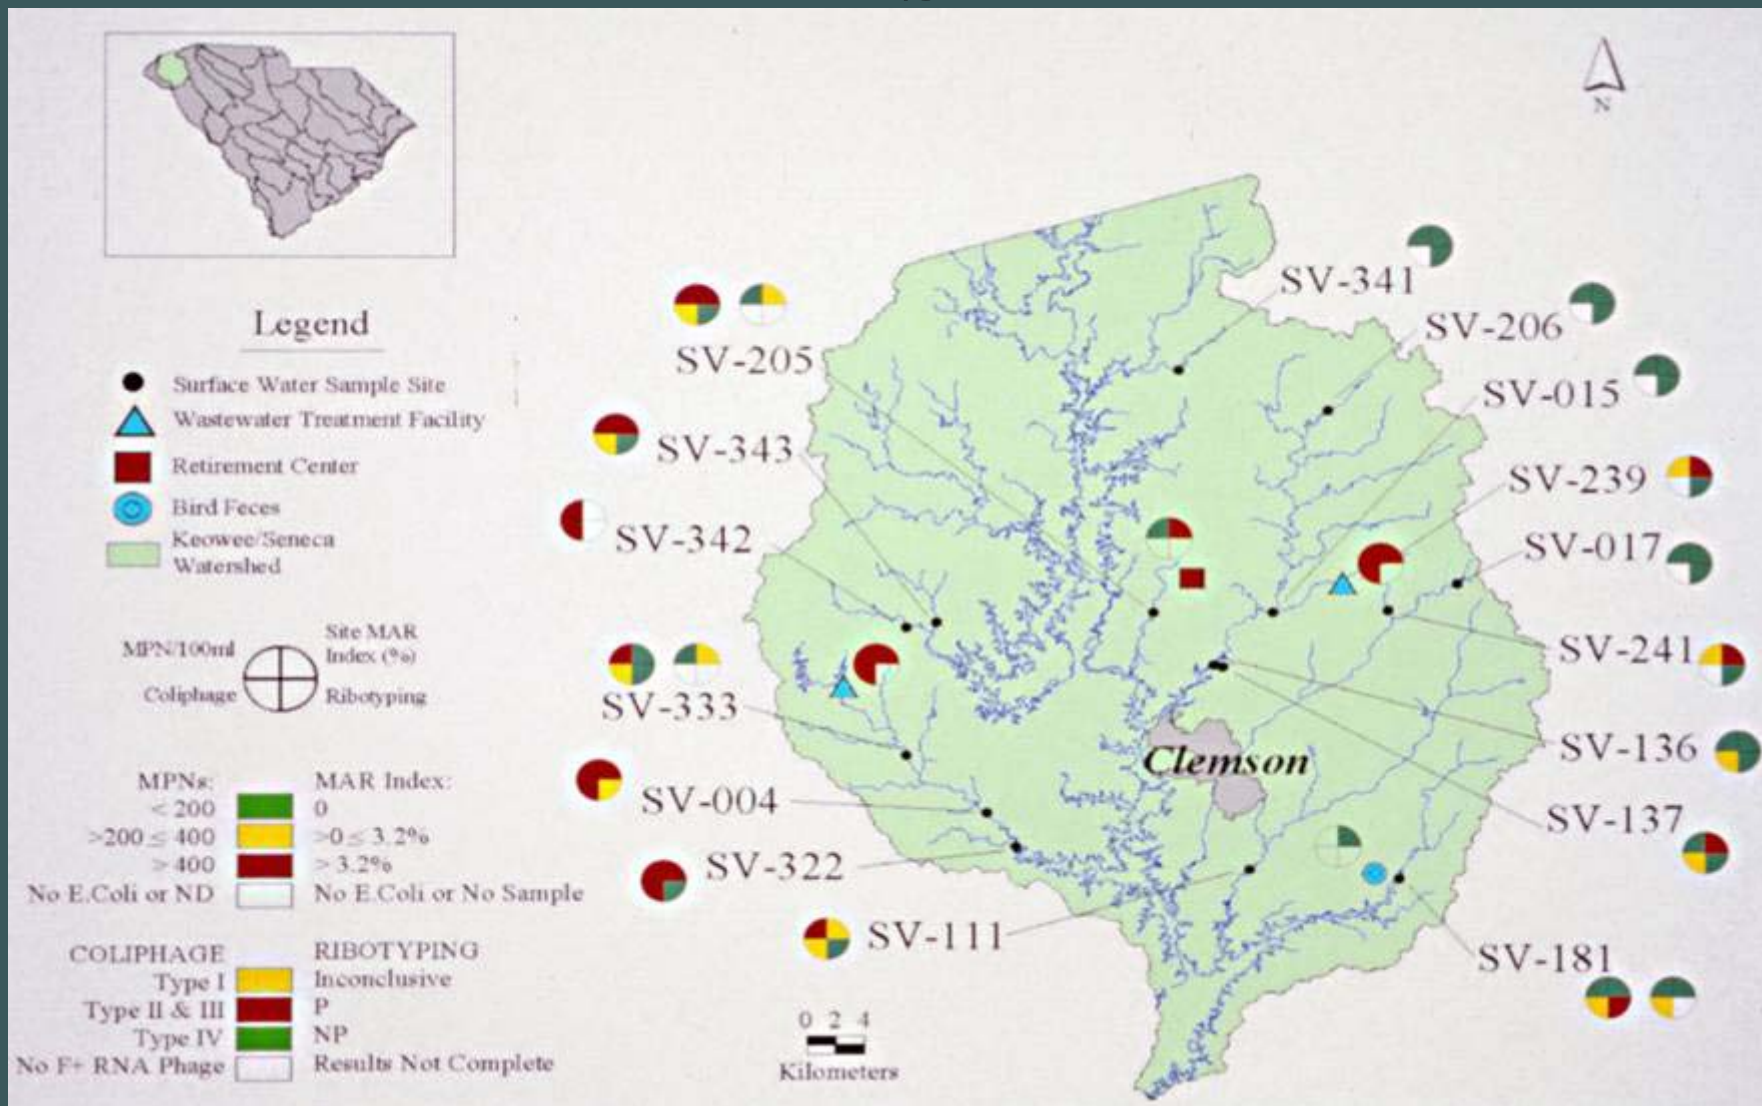 N
Legend
Surface Water Sample Site
Wastewater Treatment Facility
Retirement Center
Bird Feces
Keowee/Seneca
Watershed
MPN/100ml
Site MAR
Index (%)
Coliphage
Ribotyping
MPNs:
MAR Index:
< 200
0
>200 ≤ 400
>0 ≤ 3.2%
> 400
> 3.2%
No E.Coli or ND
No E.Coli or No Sample
COLIPHAGE
RIBOTYPING
Type I
Inconclusive
Type II & III
P
Type IV
NP
No F+ RNA Phage
Results Not Complete
SV-205
SV-343
SV-342
SV-333
SV-004
SV-322
SV-111
SV-341
SV-206
SV-015
SV-239
SV-017
SV-241
SV-136
SV-137
SV-181
Clemson
0 2 4
Kilometers